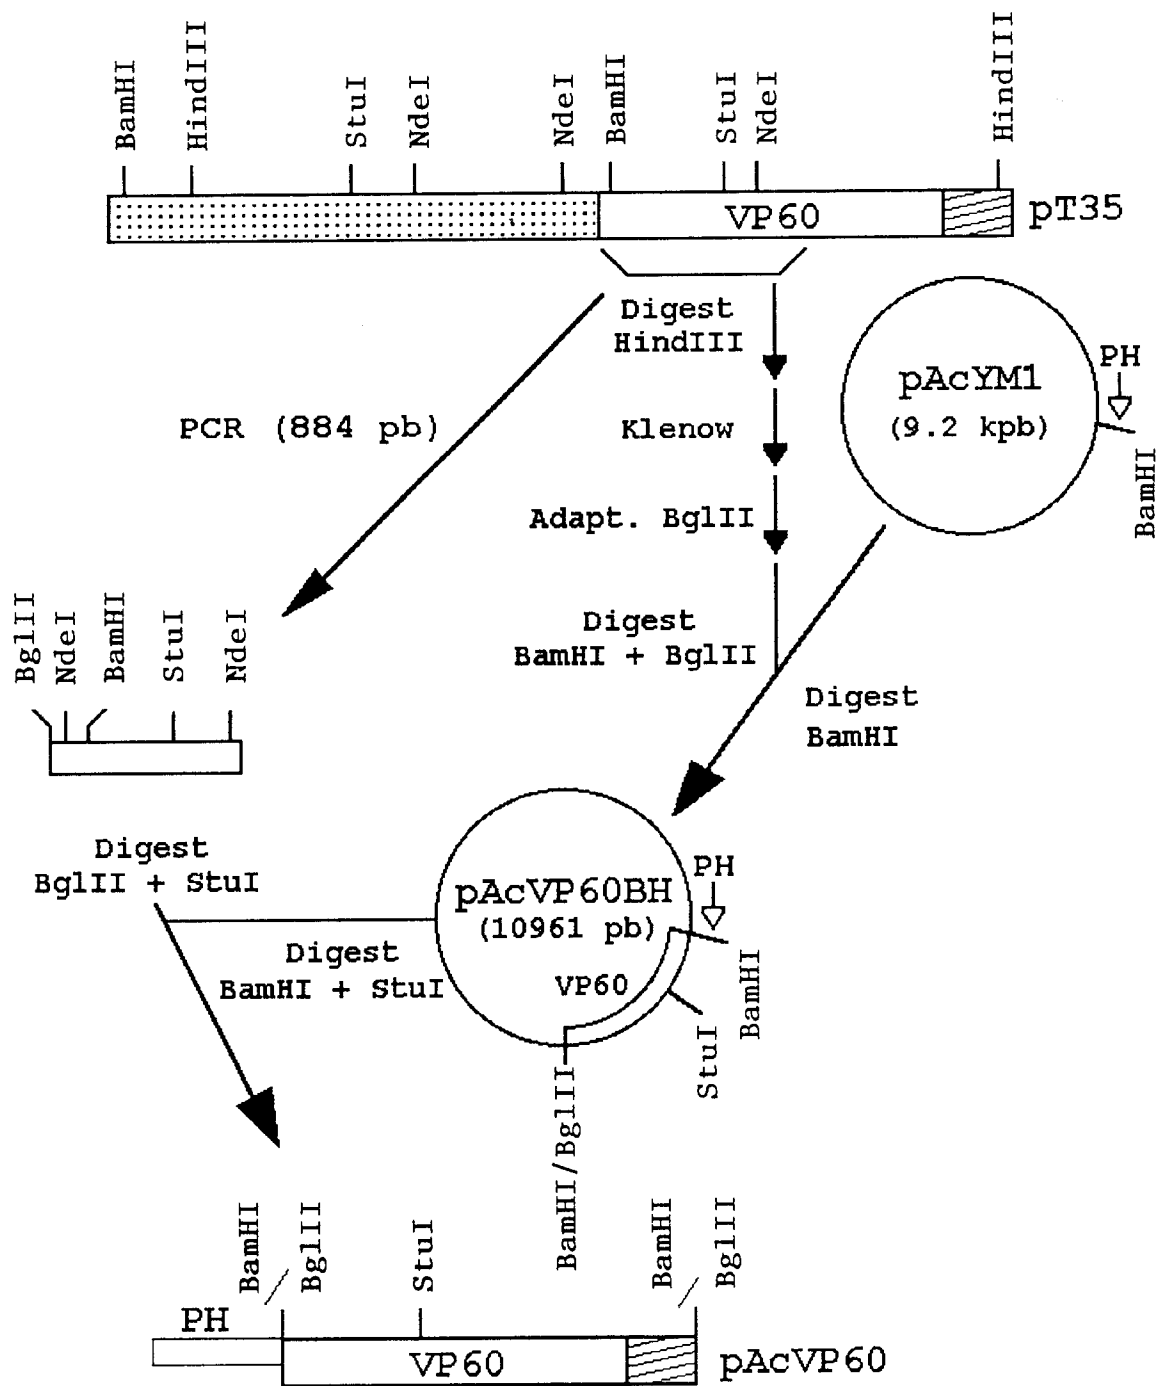 BamHI
HindIII
StuI
NdeI
NdeI
BamHI
StuI
NdeI
HindIII
VP60
pT35
Digest
HindIII
PCR (884 pb)
Klenow
pAcYM1
(9.2 kpb)
PH
BamHI
Adapt. BglII
Digest
BamHI + BglII
Digest
BamHI
BglII
NdeI
BamHI
StuI
NdeI
Digest
BglII + StuI
Digest
BamHI + StuI
pAcVP60BH
(10961 pb)
VP60
PH
BamHI
StuI
BamHI/BglII
BamHI
BglII
StuI
BamHI
BglII
PH
VP60
pAcVP60